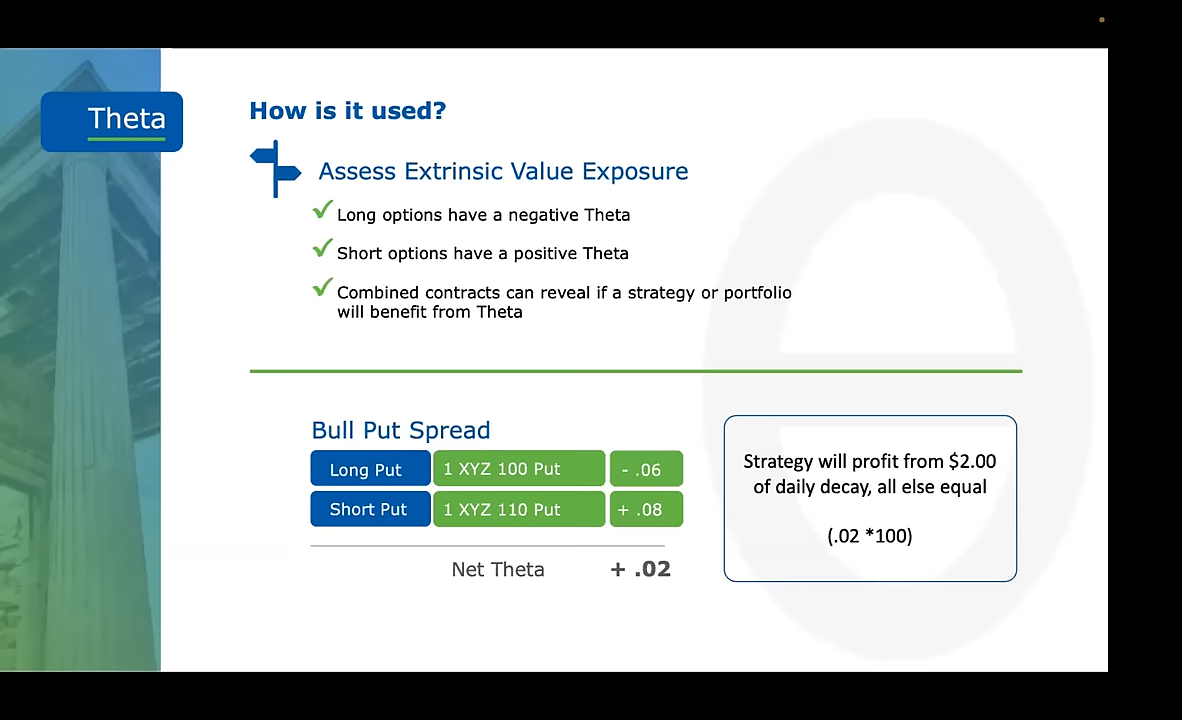 Theta
How is it used?
Assess Extrinsic Value Exposure
Long options have a negative Theta
Short options have a positive Theta
Combined contracts can reveal if a strategy or portfolio
will benefit from Theta
Bull Put Spread
Long Put 1 XYZ 100 Put - .06
Short Put 1 XYZ 110 Put + .08
Net Theta + .02
Strategy will profit from $2.00
of daily decay, all else equal
(.02 *100)